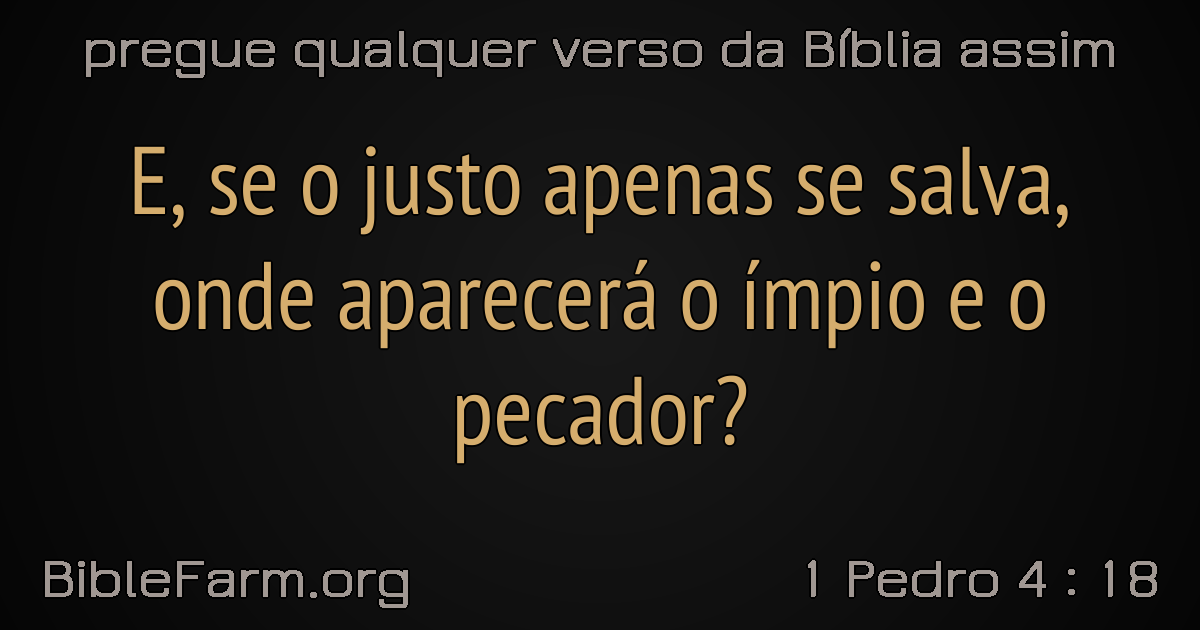 pregue qualquer verso da Bíblia assim
E, se o justo apenas se salva,
onde aparecerá o ímpio e o
pecador?
BibleFarm.org
1 Pedro 4 : 18